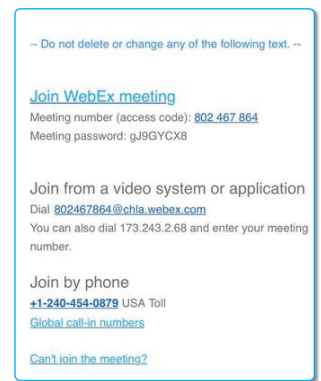 -- Do not delete or change any of the following text. --
Join WebEx meeting
Meeting number (access code): 802 467 864
Meeting password: gJ9GYCX8
Join from a video system or application
Dial 802467864@chla.webex.com
You can also dial 173.243.2.68 and enter your meeting
number.
Join by phone
+1-240-454-0879 USA Toll
Global call-in numbers
Can't join the meeting?